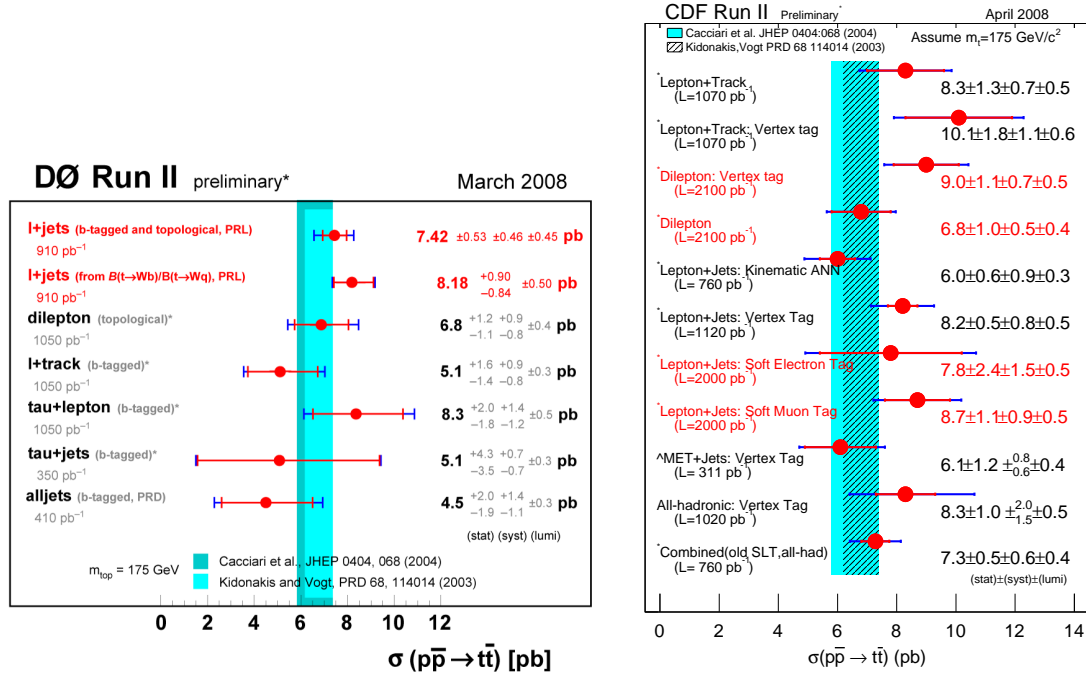 DØ Run II preliminary* March 2008
l+jets (b-tagged and topological, PRL) 7.42 ±0.53 ±0.46 ±0.45 pb
910 pb⁻¹
l+jets (from B(t→Wb)/B(t→Wq), PRL) 8.18 +0.90 −0.84 ±0.50 pb
910 pb⁻¹
dilepton (topological)* 6.8 +1.2 −1.1 +0.9 −0.8 ±0.4 pb
1050 pb⁻¹
l+track (b-tagged)* 5.1 +1.6 −1.4 +0.9 −0.8 ±0.3 pb
1050 pb⁻¹
tau+lepton (b-tagged)* 8.3 +2.0 −1.8 +1.4 −1.2 ±0.5 pb
1050 pb⁻¹
tau+jets (b-tagged)* 5.1 +4.3 −3.5 +0.7 −0.7 ±0.3 pb
350 pb⁻¹
alljets (b-tagged, PRD) 4.5 +2.0 −1.9 +1.4 −1.1 ±0.3 pb
410 pb⁻¹
(stat) (syst) (lumi)
m_top = 175 GeV
Cacciari et al., JHEP 0404, 068 (2004)
Kidonakis and Vogt, PRD 68, 114014 (2003)
0 2 4 6 8 10 12
σ (pp̅ → tt̅) [pb]
CDF Run II Preliminary* April 2008
Cacciari et al. JHEP 0404:068 (2004)
Kidonakis,Vogt PRD 68 114014 (2003)
Assume m_t=175 GeV/c²
*Lepton+Track
(L=1070 pb⁻¹)
8.3±1.3±0.7±0.5
*Lepton+Track: Vertex tag
(L=1070 pb⁻¹)
10.1±1.8±1.1±0.6
*Dilepton: Vertex tag
(L=2100 pb⁻¹)
9.0±1.1±0.7±0.5
*Dilepton
(L=2100 pb⁻¹)
6.8±1.0±0.5±0.4
*Lepton+Jets: Kinematic ANN
(L= 760 pb⁻¹)
6.0±0.6±0.9±0.3
*Lepton+Jets: Vertex Tag
(L=1120 pb⁻¹)
8.2±0.5±0.8±0.5
*Lepton+Jets: Soft Electron Tag
(L=2000 pb⁻¹)
7.8±2.4±1.5±0.5
*Lepton+Jets: Soft Muon Tag
(L=2000 pb⁻¹)
8.7±1.1±0.9±0.5
^MET+Jets: Vertex Tag
(L= 311 pb⁻¹)
6.1±1.2 ±0.8 0.6 ±0.4
All-hadronic: Vertex Tag
(L=1020 pb⁻¹)
8.3±1.0 ±2.0 1.5 ±0.5
*Combined(old SLT,all-had)
(L= 760 pb⁻¹)
7.3±0.5±0.6±0.4
(stat)±(syst)±(lumi)
0 2 4 6 8 10 12 14
σ(pp̅ → tt̅) (pb)